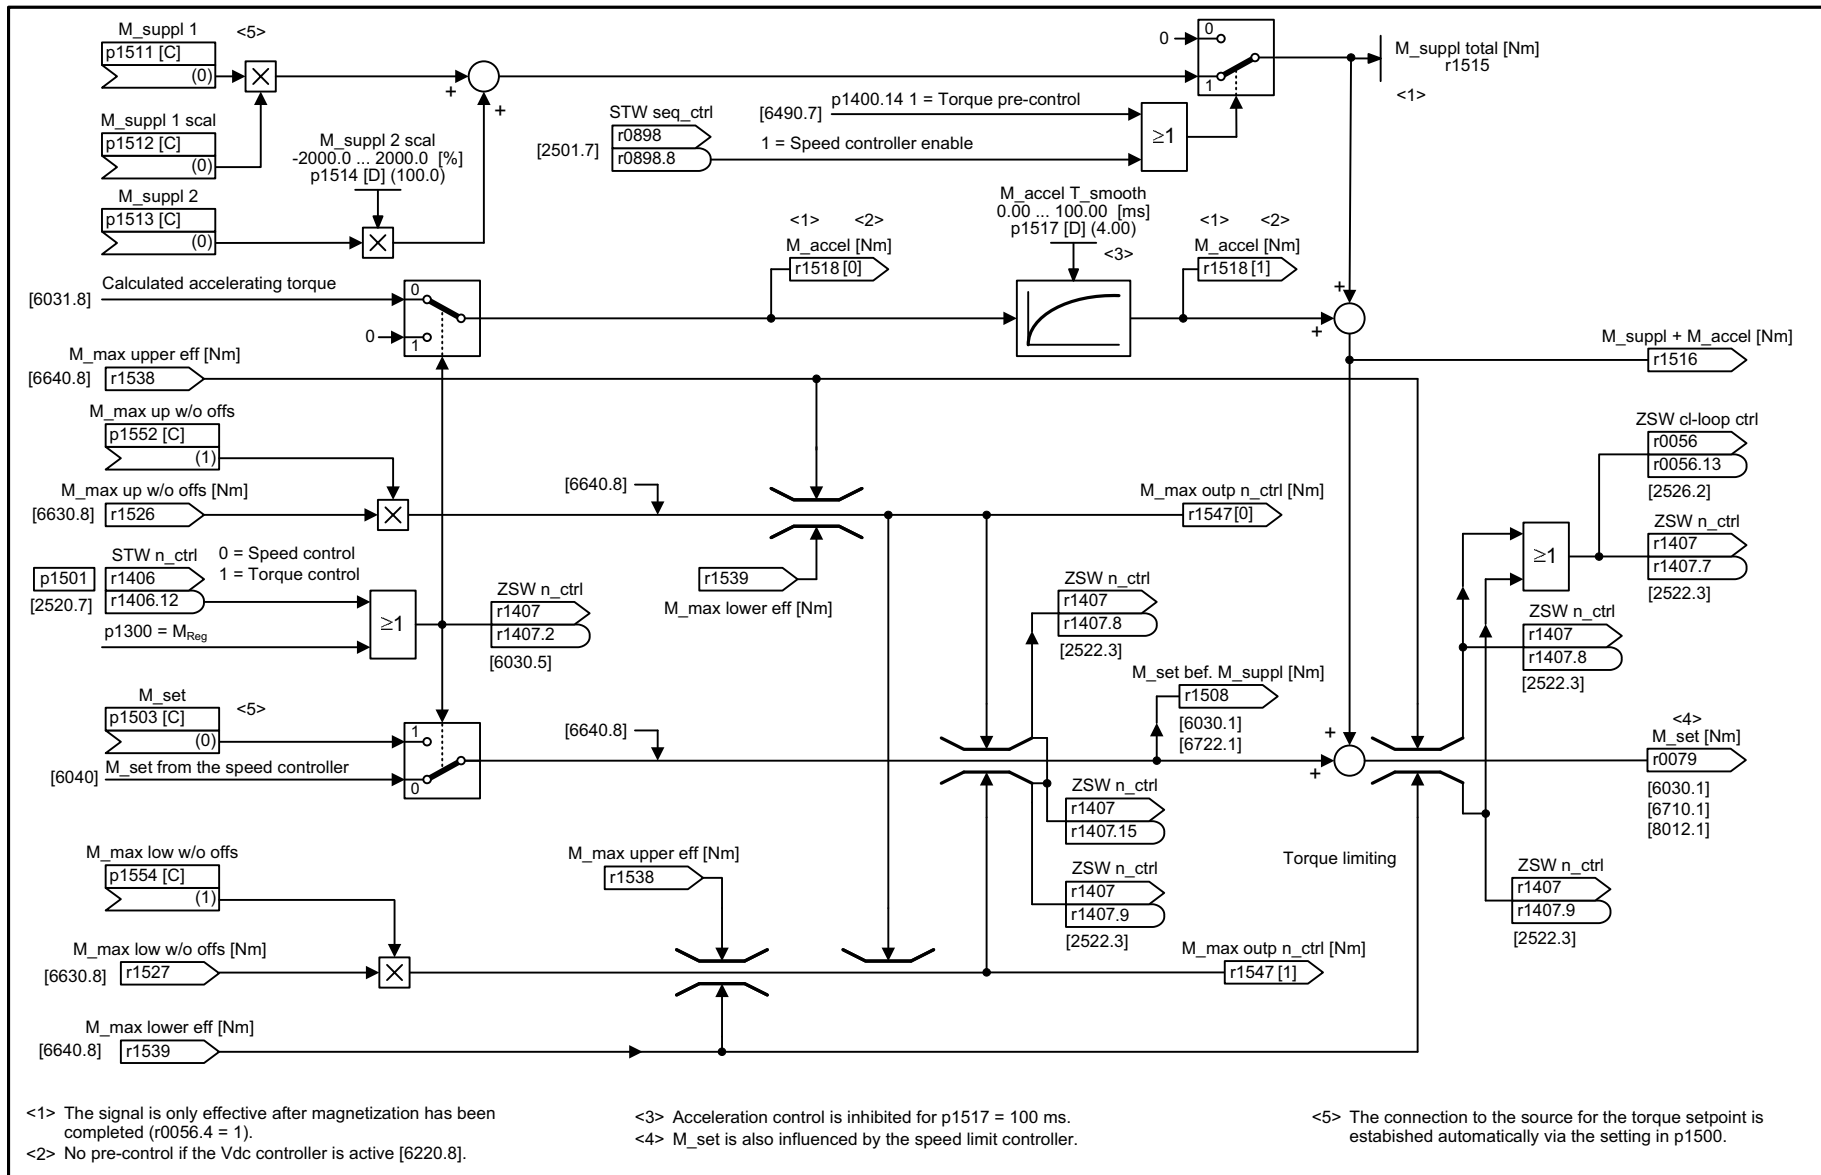 M_suppl 1
<5>
p1511 [C]
(0)
M_suppl 1 scal
p1512 [C]
(0)
M_suppl 2
p1513 [C]
(0)
M_suppl 2 scal
-2000.0 ... 2000.0 [%]
p1514 [D] (100.0)
+
+
0
0
1
M_suppl total [Nm]
r1515
<1>
p1400.14 1 = Torque pre-control
[6490.7]
STW seq_ctrl
r0898
r0898.8
[2501.7]
1 = Speed controller enable
≥1
M_accel T_smooth
0.00 ... 100.00 [ms]
p1517 [D] (4.00)
<3>
<1> <2>
M_accel [Nm]
r1518 [0]
<1> <2>
M_accel [Nm]
r1518 [1]
Calculated accelerating torque
[6031.8]
0
0
1
+
+
M_suppl + M_accel [Nm]
r1516
M_max upper eff [Nm]
[6640.8]
r1538
M_max up w/o offs
p1552 [C]
(1)
M_max up w/o offs [Nm]
[6630.8]
r1526
[6640.8]
M_max outp n_ctrl [Nm]
r1547[0]
r1539
M_max lower eff [Nm]
ZSW cl-loop ctrl
r0056
r0056.13
[2526.2]
ZSW n_ctrl
r1407
r1407.7
[2522.3]
≥1
STW n_ctrl
p1501
r1406
r1406.12
[2520.7]
0 = Speed control
1 = Torque control
p1300 = MReg
≥1
ZSW n_ctrl
r1407
r1407.2
[6030.5]
ZSW n_ctrl
r1407
r1407.8
[2522.3]
ZSW n_ctrl
r1407
r1407.8
[2522.3]
M_set
p1503 [C]
(0)
<5>
[6040]
M_set from the speed controller
1
0
[6640.8]
M_set bef. M_suppl [Nm]
r1508
[6030.1]
[6722.1]
+
+
<4>
M_set [Nm]
r0079
[6030.1]
[6710.1]
[8012.1]
ZSW n_ctrl
r1407
r1407.15
ZSW n_ctrl
r1407
r1407.9
[2522.3]
Torque limiting
ZSW n_ctrl
r1407
r1407.9
[2522.3]
M_max low w/o offs
p1554 [C]
(1)
M_max upper eff [Nm]
r1538
M_max low w/o offs [Nm]
[6630.8]
r1527
M_max outp n_ctrl [Nm]
r1547 [1]
M_max lower eff [Nm]
[6640.8]
r1539
<1> The signal is only effective after magnetization has been
completed (r0056.4 = 1).
<2> No pre-control if the Vdc controller is active [6220.8].
<3> Acceleration control is inhibited for p1517 = 100 ms.
<4> M_set is also influenced by the speed limit controller.
<5> The connection to the source for the torque setpoint is
estabished automatically via the setting in p1500.